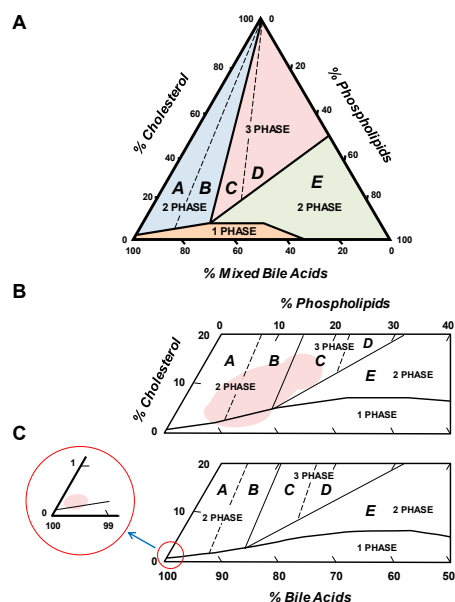 A
100 0
80 20
% Cholesterol
% Phospholipids
60 40
3 PHASE
40 60
A B C D E
20 80
2 PHASE 2 PHASE
0 1 PHASE 100
100 80 60 40 20 0
% Mixed Bile Acids
B
% Phospholipids
0 10 20 30 40
20
% Cholesterol
3 PHASE D
A B C
10 2 PHASE E 2 PHASE
1 PHASE
0
C
20
3 PHASE
A B C D
1
10 2 PHASE E 2 PHASE
0
1 PHASE
100 99
0
100 90 80 70 60 50
% Bile Acids